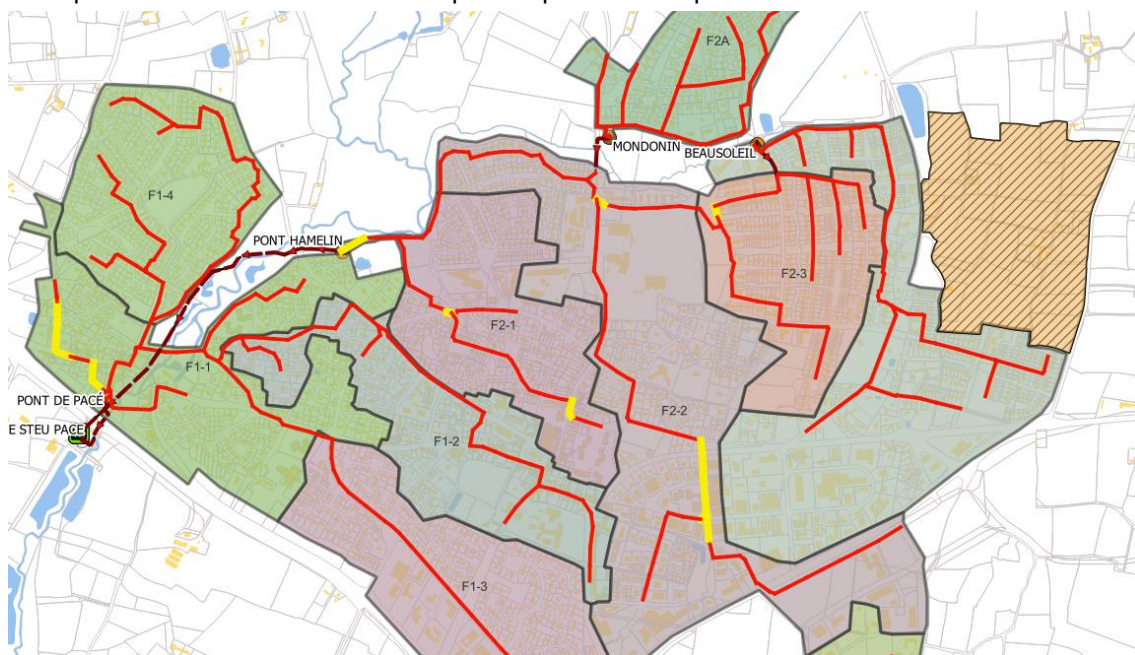 F2A
MONDONIN
BEAUSOLEIL
F1-4
PONT HAMELIN
F2-3
F2-1
F1-1
PONT DE PACÉ
F2-2
E STEU PACE
F1-2
F1-3